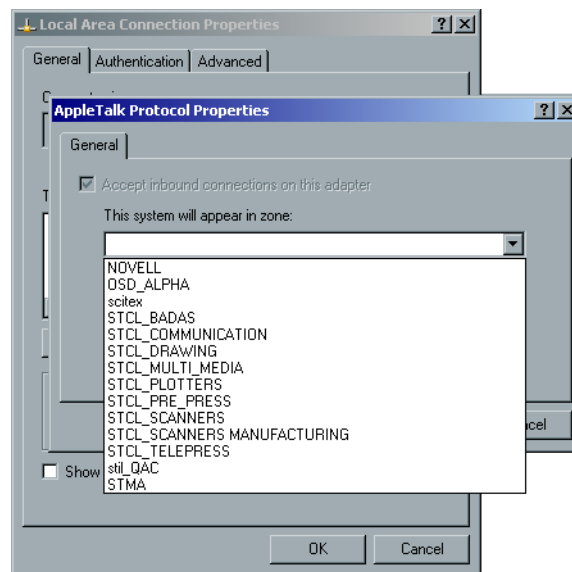 Local Area Connection Properties
General Authentication Advanced
AppleTalk Protocol Properties
General
Accept inbound connections on this adapter
This system will appear in zone:
NOVELL
OSD_ALPHA
scitex
STCL_BADAS
STCL_COMMUNICATION
STCL_DRAWING
STCL_MULTI_MEDIA
STCL_PLOTTERS
STCL_PRE_PRESS
STCL_SCANNERS
STCL_SCANNERS MANUFACTURING
STCL_TELEPRESS
stil_QAC
STMA
Show
OK Cancel